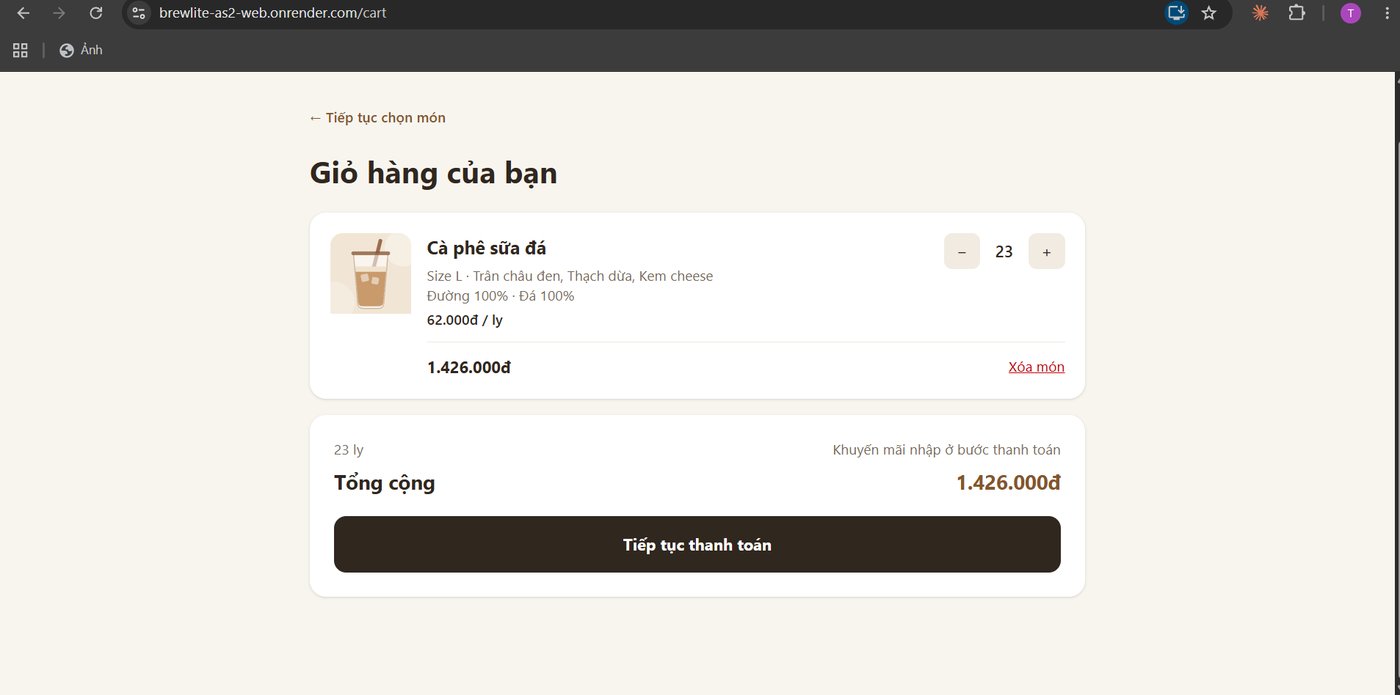 brewlite-as2-web.onrender.com/cart
T
Ảnh
← Tiếp tục chọn món
Giỏ hàng của bạn
Cà phê sữa đá
− 23 +
Size L · Trân châu đen, Thạch dừa, Kem cheese
Đường 100% · Đá 100%
62.000đ / ly
1.426.000đ
Xóa món
23 ly
Khuyến mãi nhập ở bước thanh toán
Tổng cộng
1.426.000đ
Tiếp tục thanh toán